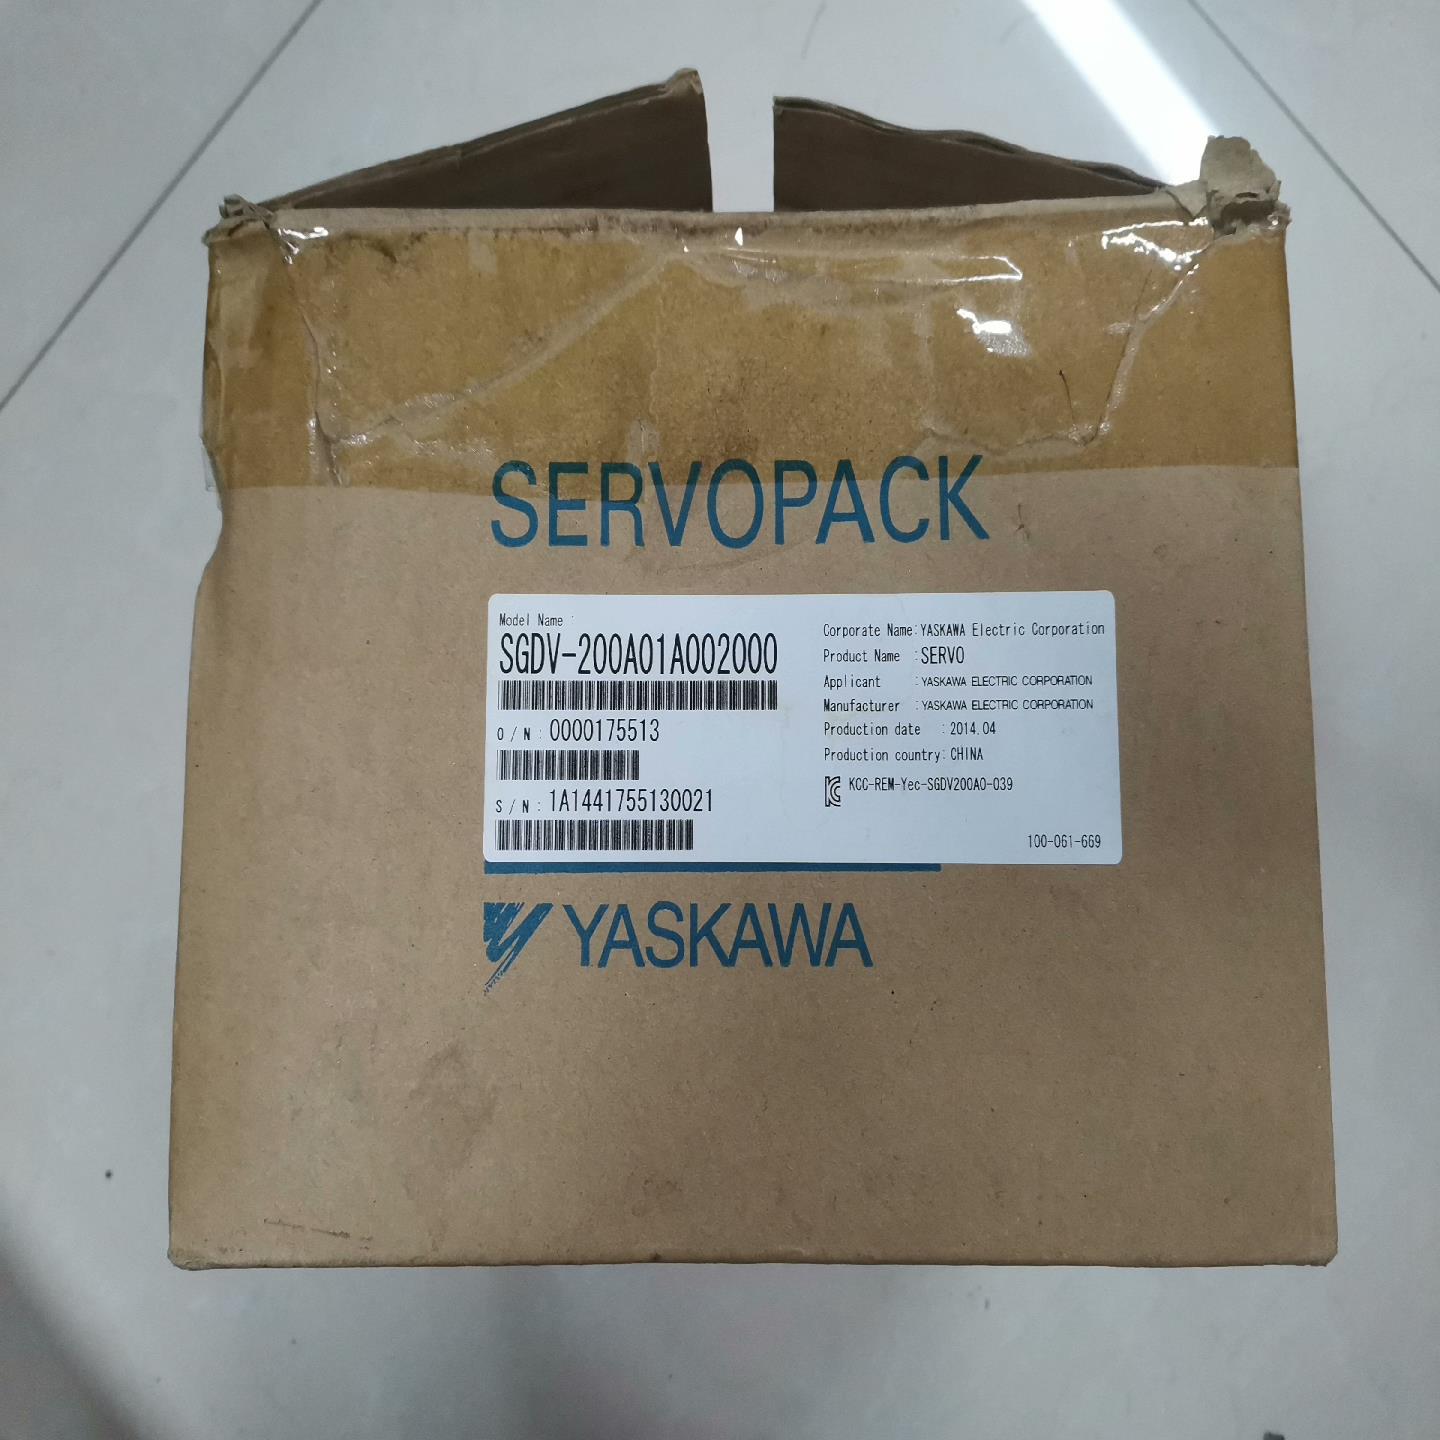 SERVOPACK
Model Name :
SGDV-200A01A002000
O / N : 0000175513
S / N : 1A1441755130021
Corporate Name:YASKAWA Electric Corporation
Product Name :SERVO
Applicant :YASKAWA ELECTRIC CORPORATION
Manufacturer :YASKAWA ELECTRIC CORPORATION
Production date :2014.04
Production country:CHINA
KCC-REM-Yec-SGDV200A0-039
100-061-669
YASKAWA